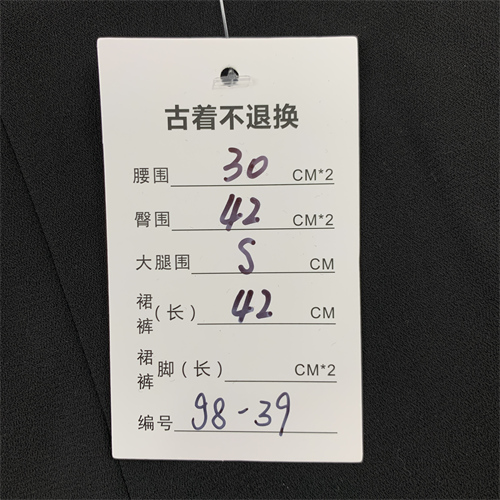 古着不退换
腰围 30 CM*2
臀围 42 CM*2
大腿围 S CM
裙裤(长) 42 CM
裙裤脚(长) CM*2
编号 98-39